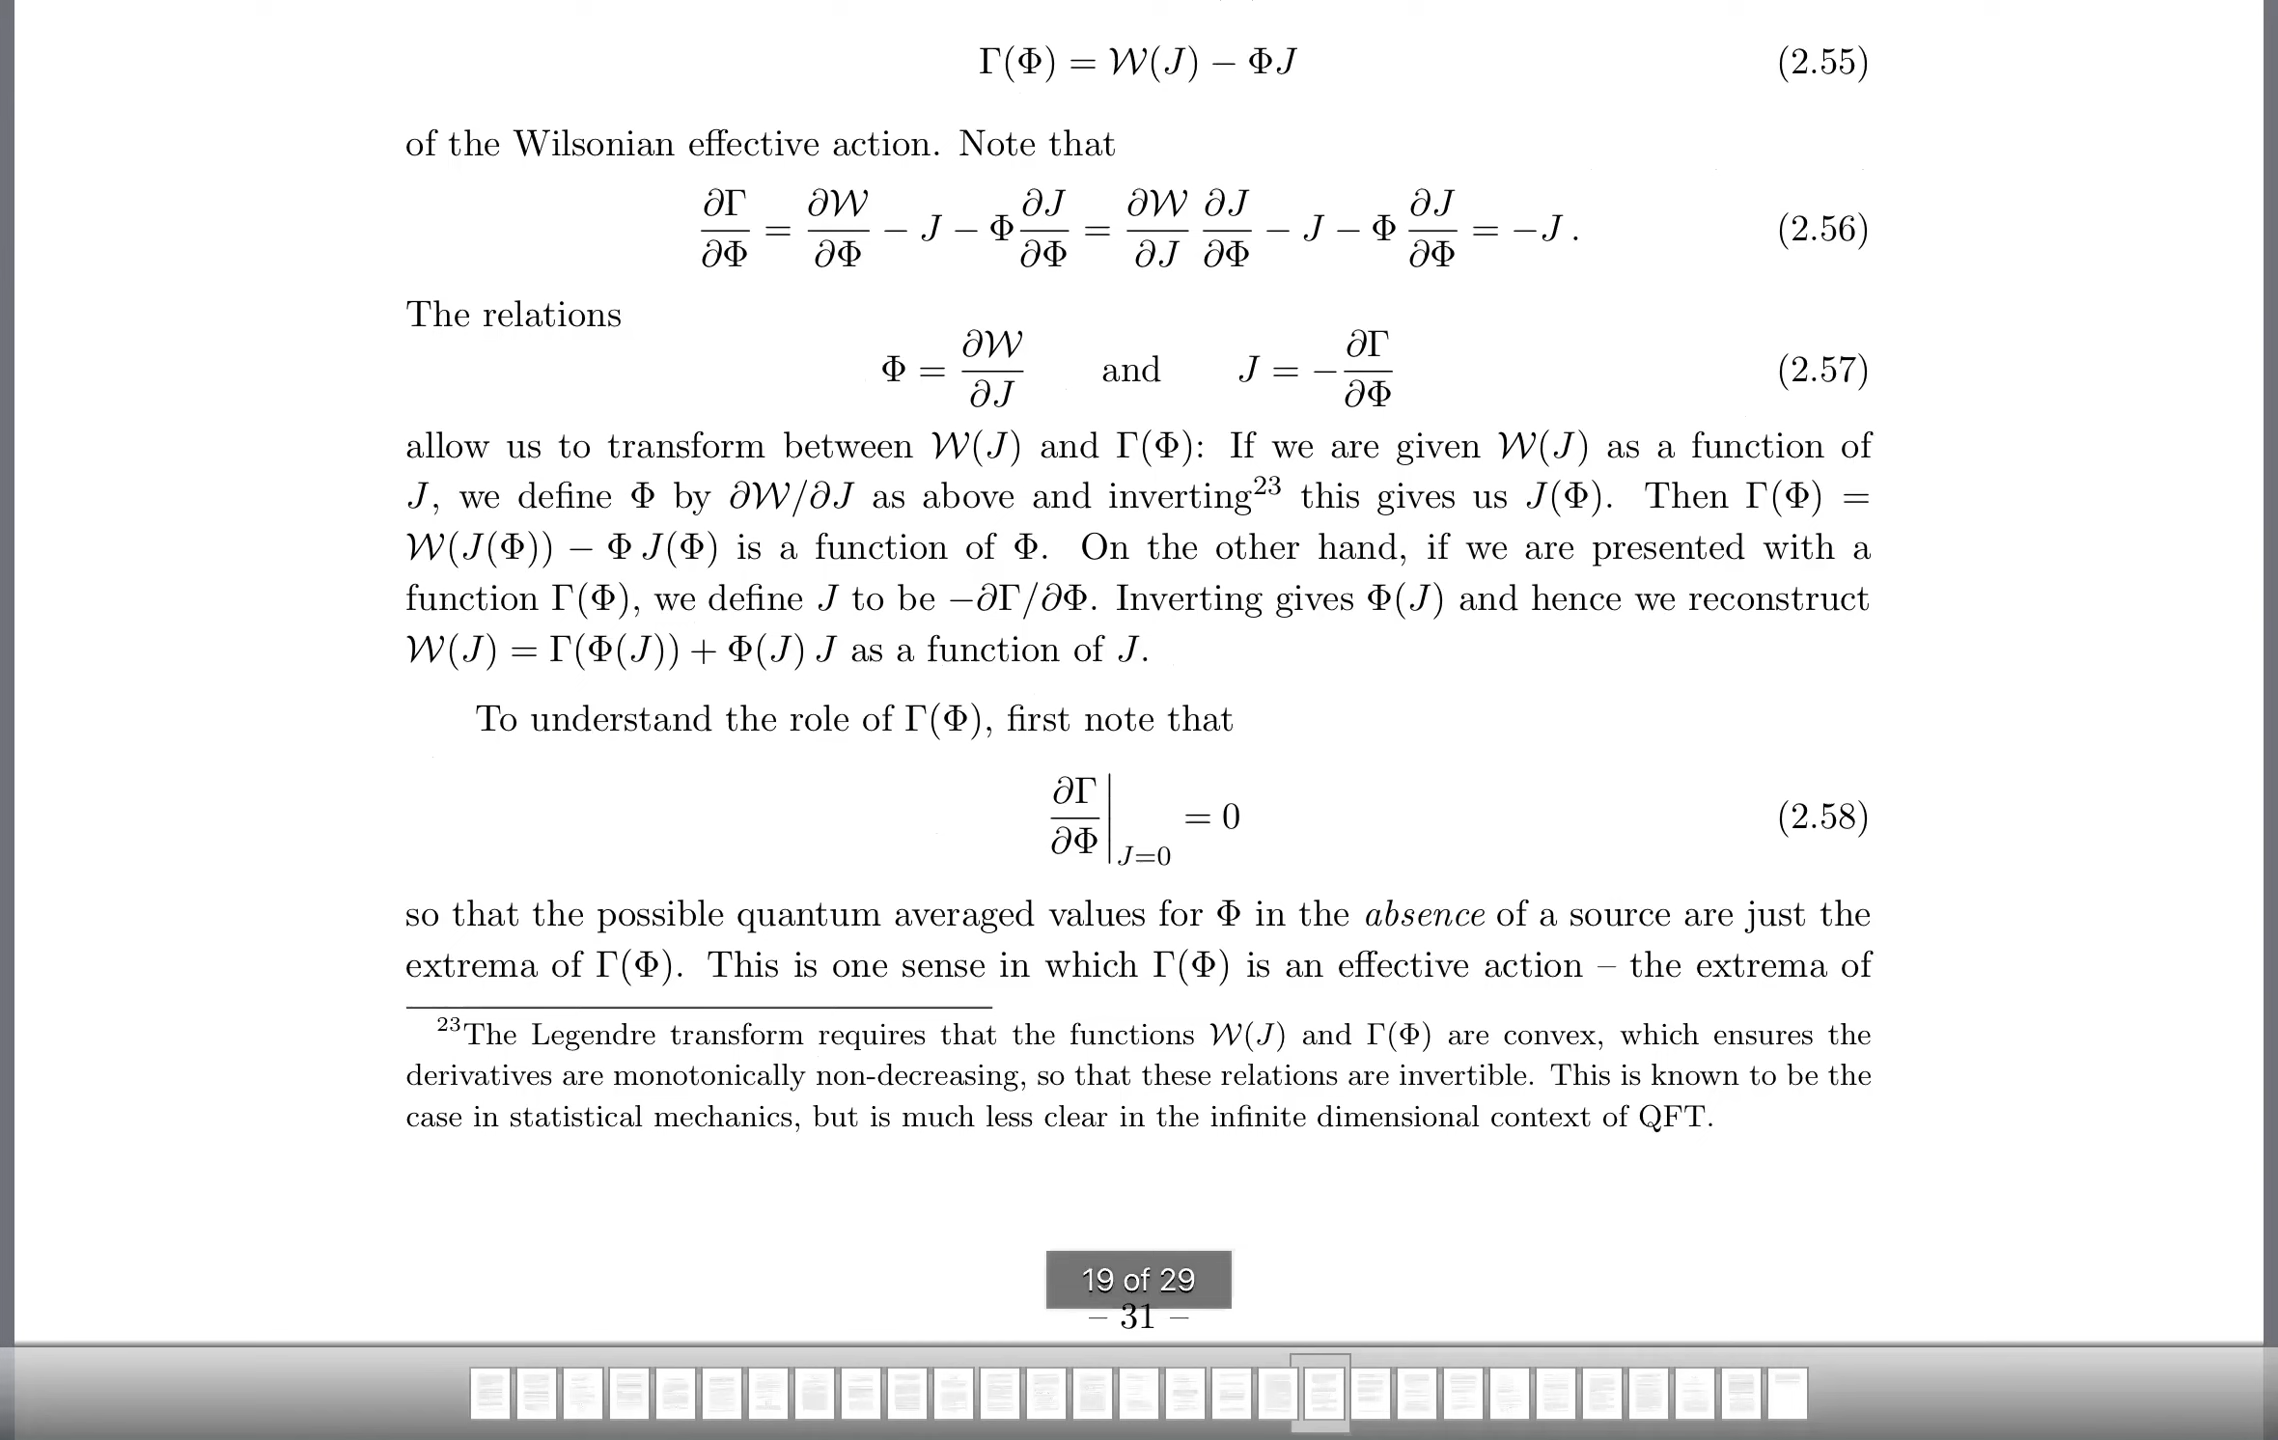 Γ(Φ) = 𝒲(J) − ΦJ (2.55)
of the Wilsonian effective action. Note that
∂Γ/∂Φ = ∂𝒲/∂Φ − J − Φ ∂J/∂Φ = ∂𝒲/∂J ∂J/∂Φ − J − Φ ∂J/∂Φ = −J . (2.56)
The relations
Φ = ∂𝒲/∂J and J = −∂Γ/∂Φ (2.57)
allow us to transform between 𝒲(J) and Γ(Φ): If we are given 𝒲(J) as a function of
J, we define Φ by ∂𝒲/∂J as above and inverting²³ this gives us J(Φ). Then Γ(Φ) =
𝒲(J(Φ)) − Φ J(Φ) is a function of Φ. On the other hand, if we are presented with a
function Γ(Φ), we define J to be −∂Γ/∂Φ. Inverting gives Φ(J) and hence we reconstruct
𝒲(J) = Γ(Φ(J)) + Φ(J) J as a function of J.
To understand the role of Γ(Φ), first note that
∂Γ/∂Φ |J=0 = 0 (2.58)
so that the possible quantum averaged values for Φ in the absence of a source are just the
extrema of Γ(Φ). This is one sense in which Γ(Φ) is an effective action – the extrema of
²³The Legendre transform requires that the functions 𝒲(J) and Γ(Φ) are convex, which ensures the
derivatives are monotonically non-decreasing, so that these relations are invertible. This is known to be the
case in statistical mechanics, but is much less clear in the infinite dimensional context of QFT.
19 of 29
– 31 –